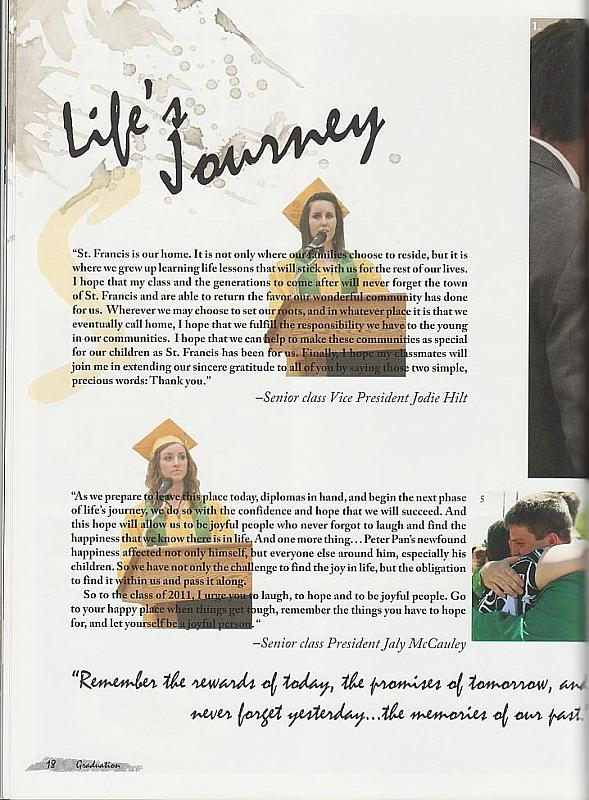 1.
Life's
Journey
“St. Francis is our home. It is not only where our families choose to reside, but it is
where we grew up learning life lessons that will stick with us for the rest of our lives.
I hope that my class and the generations to come after will never forget the town
of St. Francis and are able to return the favor our wonderful community has done
for us.  Wherever we may choose to set our roots, and in whatever place it is that we
eventually call home, I hope that we fulfill the responsibility we have to the young
in our communities.  I hope that we can help to make these communities as special
for our children as St. Francis has been for us. Finally, I hope my classmates will
join me in extending our sincere gratitude to all of you by saying those two simple,
precious words: Thank you.”
–Senior class Vice President Jodie Hilt
“As we prepare to leave this place today, diplomas in hand, and begin the next phase
of life's journey, we do so with the confidence and hope that we will succeed. And
this hope will allow us to be joyful people who never forgot to laugh and find the
happiness that we know there is in life. And one more thing… Peter Pan's newfound
happiness affected not only himself, but everyone else around him, especially his
children. So we have not only the challenge to find the joy in life, but the obligation
to find it within us and pass it along.
So to the class of 2011, I urge you to laugh, to hope and to be joyful people. Go
to your happy place when things get tough, remember the things you have to hope
for, and let yourself be a joyful person.“
–Senior class President Jaly McCauley
5
“Remember the rewards of today, the promises of tomorrow, and
never forget yesterday...the memories of our past.”
18 Graduation